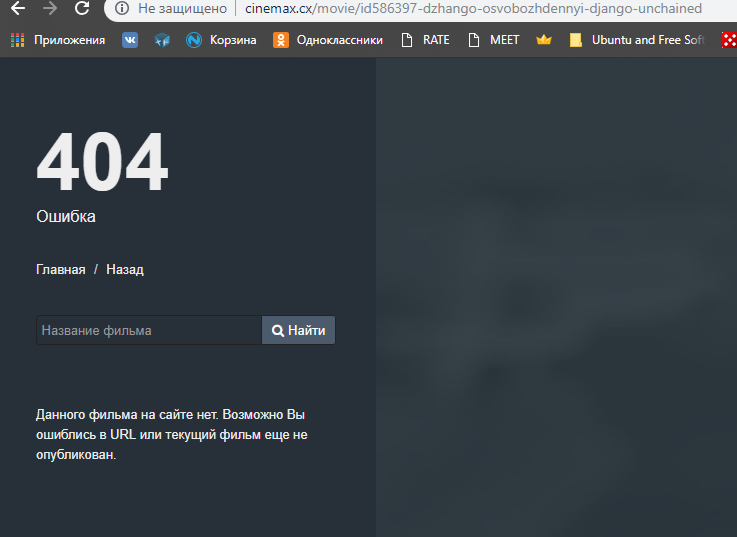 Не защищено cinemax.cx/movie/id586397-dzhango-osvobozhdennyi-django-unchained
Приложения Корзина Одноклассники RATE MEET Ubuntu and Free Soft
404
Ошибка
Главная / Назад
Название фильма Найти
Данного фильма на сайте нет. Возможно Вы
ошиблись в URL или текущий фильм еще не
опубликован.